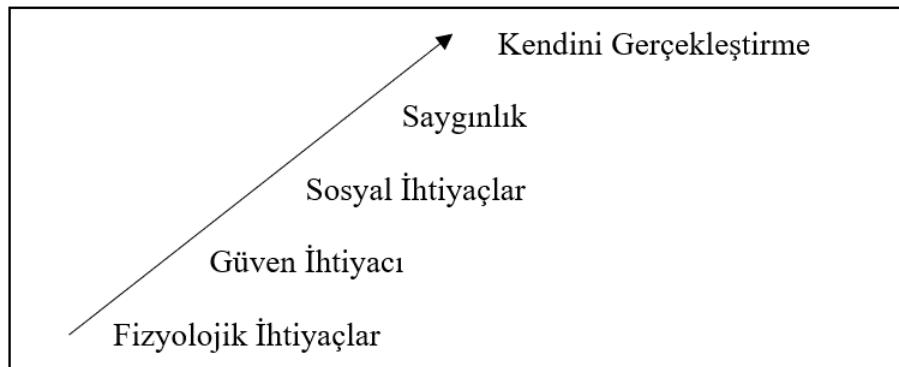 Kendini Gerçekleştirme
Saygınlık
Sosyal İhtiyaçlar
Güven İhtiyacı
Fizyolojik İhtiyaçlar